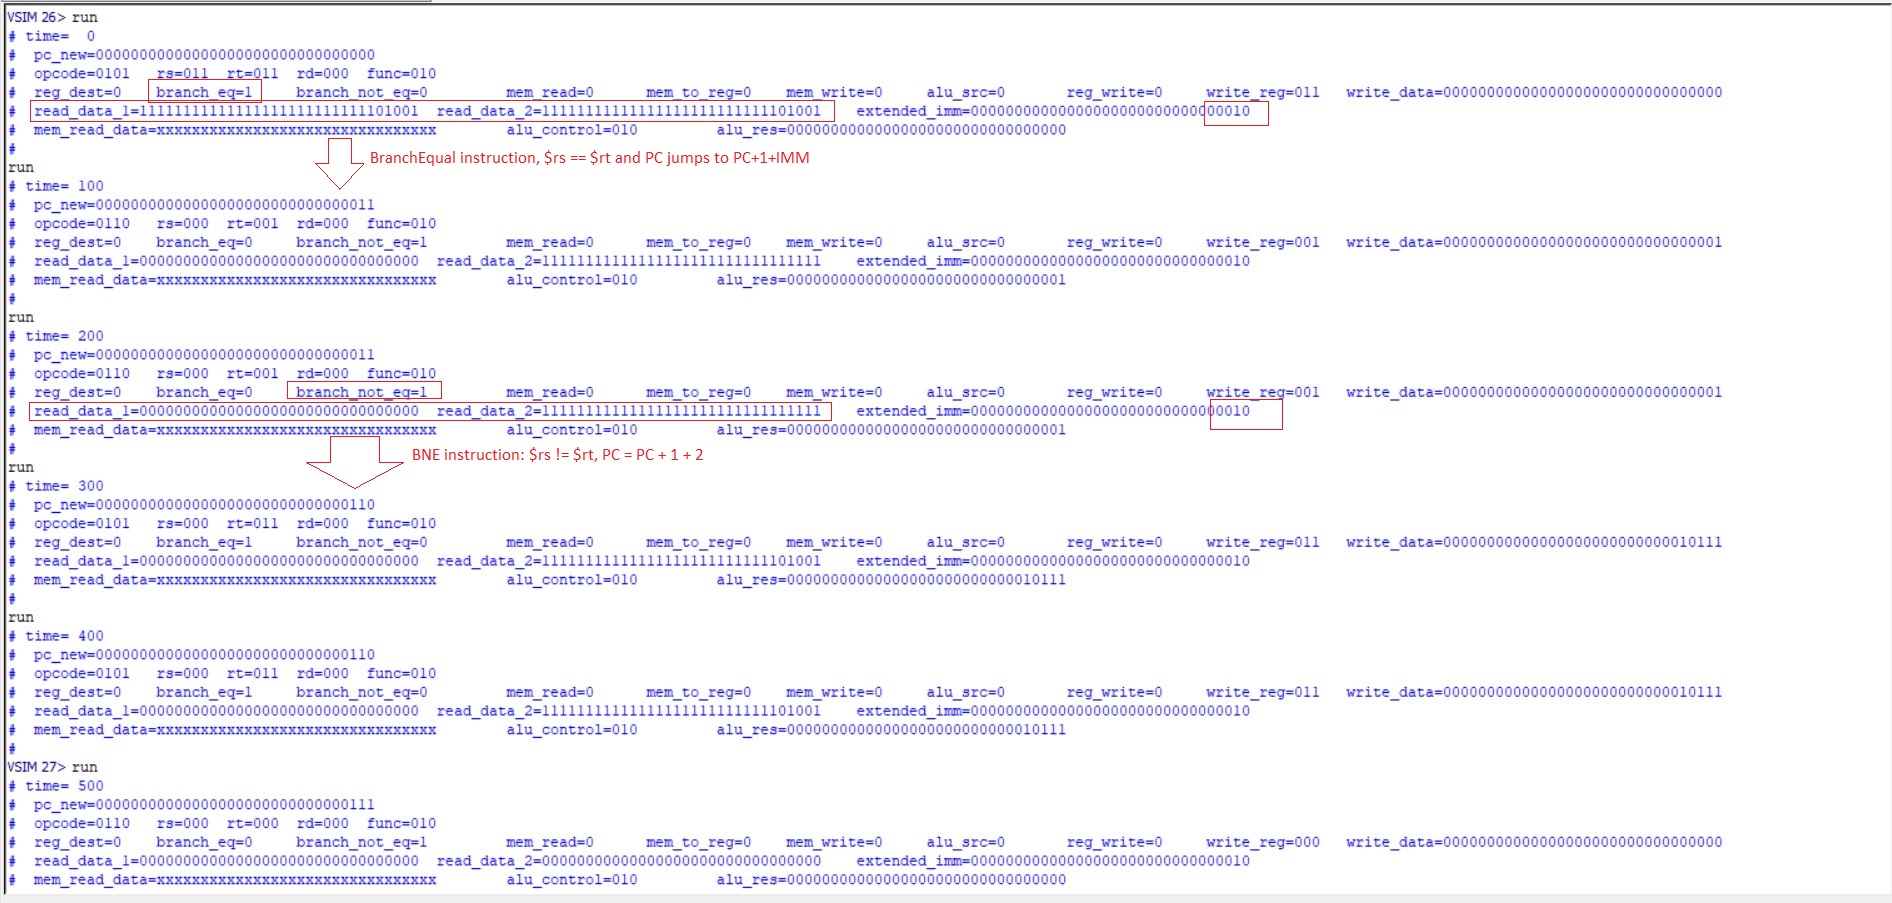 VSIM 26> run
# time=  0
#  pc_new=00000000000000000000000000000000
#  opcode=0101   rs=011  rt=011  rd=000  func=010
#  reg_dest=0    branch_eq=1     branch_not_eq=0         mem_read=0      mem_to_reg=0    mem_write=0     alu_src=0       reg_write=0     write_reg=011   write_data=00000000000000000000000000000000
#  read_data_1=11111111111111111111111111101001  read_data_2=11111111111111111111111111101001    extended_imm=00000000000000000000000000000010
#  mem_read_data=xxxxxxxxxxxxxxxxxxxxxxxxxxxxxxxx        alu_control=010         alu_res=00000000000000000000000000000000
#
BranchEqual instruction, $rs == $rt and PC jumps to PC+1+IMM
run
# time= 100
#  pc_new=00000000000000000000000000000011
#  opcode=0110   rs=000  rt=001  rd=000  func=010
#  reg_dest=0    branch_eq=0     branch_not_eq=1         mem_read=0      mem_to_reg=0    mem_write=0     alu_src=0       reg_write=0     write_reg=001   write_data=00000000000000000000000000000001
#  read_data_1=00000000000000000000000000000000  read_data_2=11111111111111111111111111111111    extended_imm=00000000000000000000000000000010
#  mem_read_data=xxxxxxxxxxxxxxxxxxxxxxxxxxxxxxxx        alu_control=010         alu_res=00000000000000000000000000000001
#
run
# time= 200
#  pc_new=00000000000000000000000000000011
#  opcode=0110   rs=000  rt=001  rd=000  func=010
#  reg_dest=0    branch_eq=0     branch_not_eq=1         mem_read=0      mem_to_reg=0    mem_write=0     alu_src=0       reg_write=0     write_reg=001   write_data=00000000000000000000000000000001
#  read_data_1=00000000000000000000000000000000  read_data_2=11111111111111111111111111111111    extended_imm=00000000000000000000000000000010
#  mem_read_data=xxxxxxxxxxxxxxxxxxxxxxxxxxxxxxxx        alu_control=010         alu_res=00000000000000000000000000000001
#
BNE instruction: $rs != $rt, PC = PC + 1 + 2
run
# time= 300
#  pc_new=00000000000000000000000000000110
#  opcode=0101   rs=000  rt=011  rd=000  func=010
#  reg_dest=0    branch_eq=1     branch_not_eq=0         mem_read=0      mem_to_reg=0    mem_write=0     alu_src=0       reg_write=0     write_reg=011   write_data=00000000000000000000000000010111
#  read_data_1=00000000000000000000000000000000  read_data_2=11111111111111111111111111101001    extended_imm=00000000000000000000000000000010
#  mem_read_data=xxxxxxxxxxxxxxxxxxxxxxxxxxxxxxxx        alu_control=010         alu_res=00000000000000000000000000010111
#
run
# time= 400
#  pc_new=00000000000000000000000000000110
#  opcode=0101   rs=000  rt=011  rd=000  func=010
#  reg_dest=0    branch_eq=1     branch_not_eq=0         mem_read=0      mem_to_reg=0    mem_write=0     alu_src=0       reg_write=0     write_reg=011   write_data=00000000000000000000000000010111
#  read_data_1=00000000000000000000000000000000  read_data_2=11111111111111111111111111101001    extended_imm=00000000000000000000000000000010
#  mem_read_data=xxxxxxxxxxxxxxxxxxxxxxxxxxxxxxxx        alu_control=010         alu_res=00000000000000000000000000010111
#
VSIM 27> run
# time= 500
#  pc_new=00000000000000000000000000000111
#  opcode=0110   rs=000  rt=000  rd=000  func=010
#  reg_dest=0    branch_eq=0     branch_not_eq=1         mem_read=0      mem_to_reg=0    mem_write=0     alu_src=0       reg_write=0     write_reg=000   write_data=00000000000000000000000000000000
#  read_data_1=00000000000000000000000000000000  read_data_2=00000000000000000000000000000000    extended_imm=00000000000000000000000000000010
#  mem_read_data=xxxxxxxxxxxxxxxxxxxxxxxxxxxxxxxx        alu_control=010         alu_res=00000000000000000000000000000000